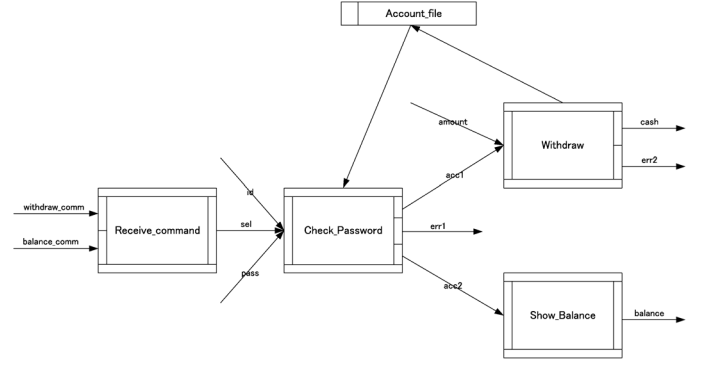 Account_file
amount
cash
Withdraw
err2
acc1
id
withdraw_comm
Receive_command
sel
Check_Password
err1
balance_comm
pass
acc2
Show_Balance
balance